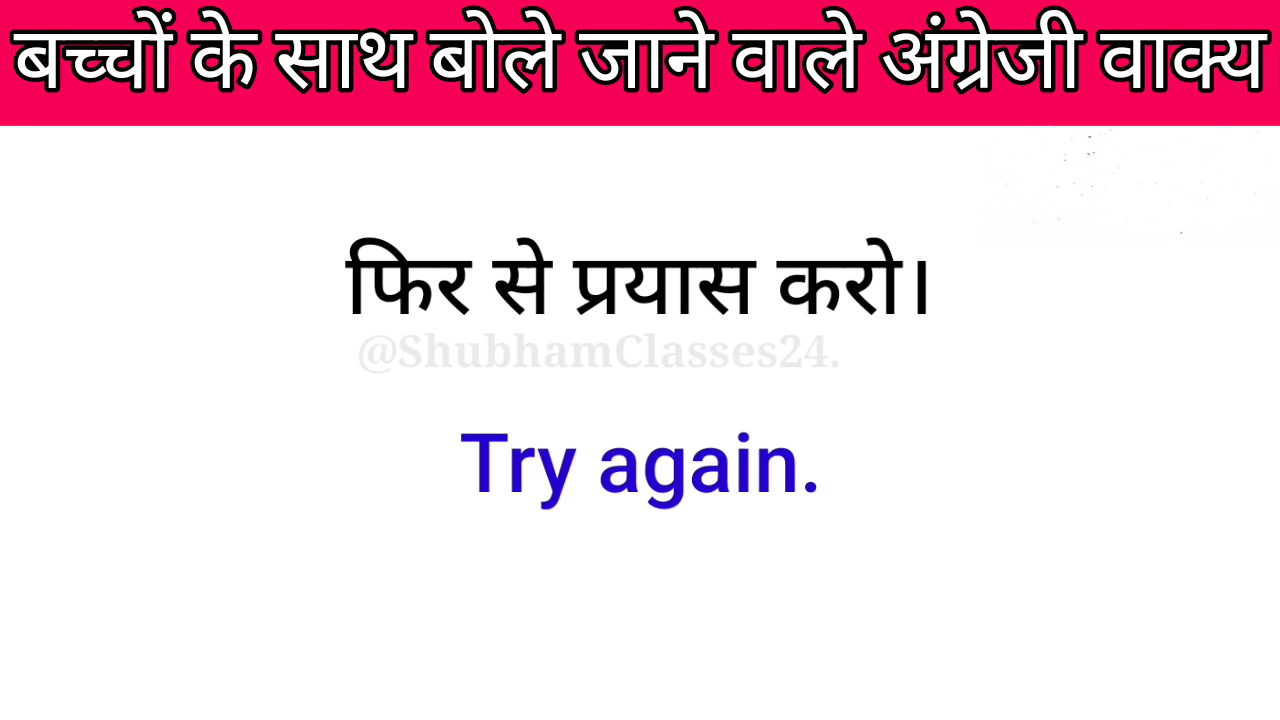 बच्चों के साथ बोले जाने वाले अंग्रेजी वाक्य
फिर से प्रयास करो।
@ShubhamClasses24.
Try again.